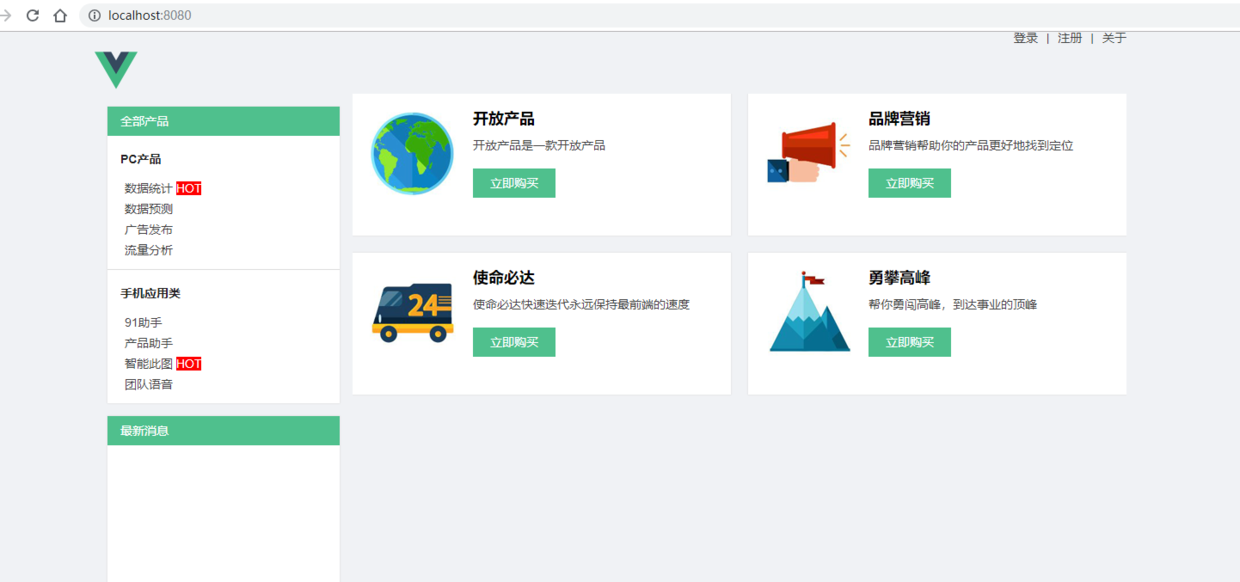 localhost:8080
登录 | 注册 | 关于
全部产品
PC产品
数据统计 HOT
数据预测
广告发布
流量分析
手机应用类
91助手
产品助手
智能此图 HOT
团队语音
最新消息
开放产品
开放产品是一款开放产品
立即购买
品牌营销
品牌营销帮助你的产品更好地找到定位
立即购买
24
使命必达
使命必达快速迭代永远保持最前端的速度
立即购买
勇攀高峰
帮你勇闯高峰，到达事业的顶峰
立即购买